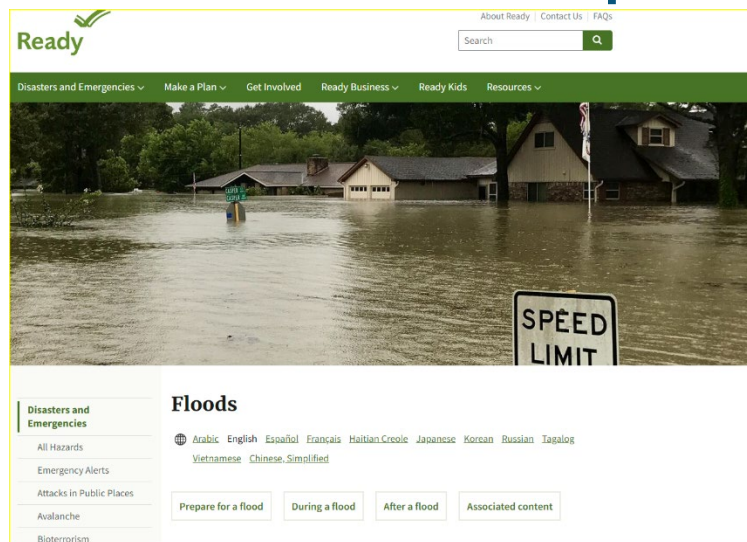 About Ready | Contact Us | FAQs
Ready
Search
Disasters and Emergencies Make a Plan Get Involved Ready Business Ready Kids Resources
SPEED
LIMIT
Disasters and
Emergencies
All Hazards
Emergency Alerts
Attacks in Public Places
Avalanche
Bioterrorism
Floods
Arabic English Español Français Haitian Creole Japanese Korean Russian Tagalog
Vietnamese Chinese, Simplified
Prepare for a flood During a flood After a flood Associated content